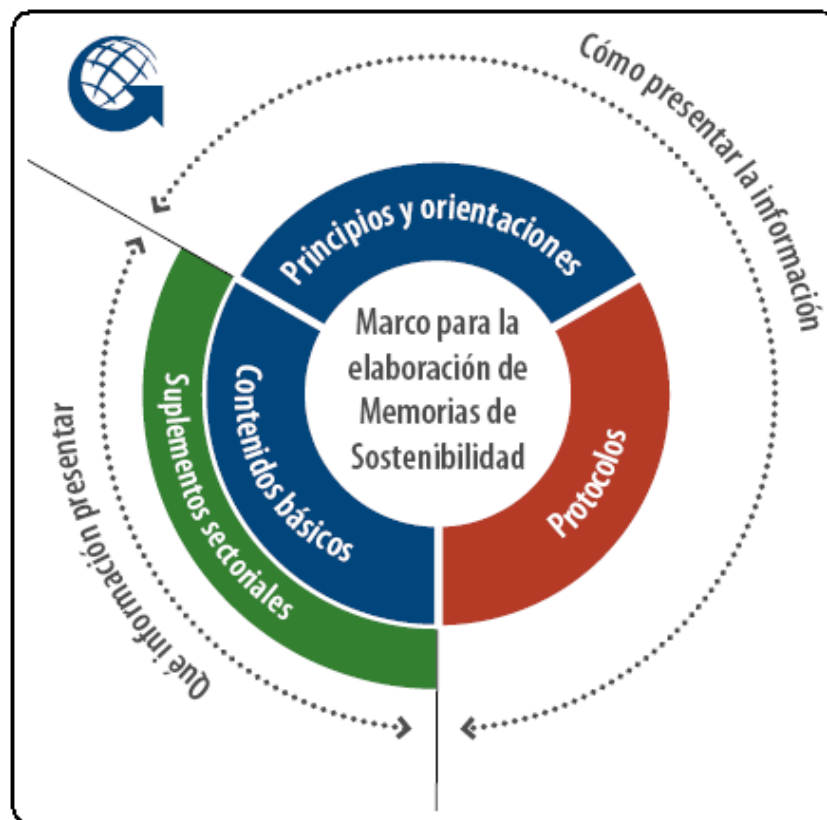 Cómo presentar la información
Principios y orientaciones
Marco para la
elaboración de
Memorias de
Sostenibilidad
Contenidos básicos
Suplementos sectoriales
Protocolos
Qué información presentar